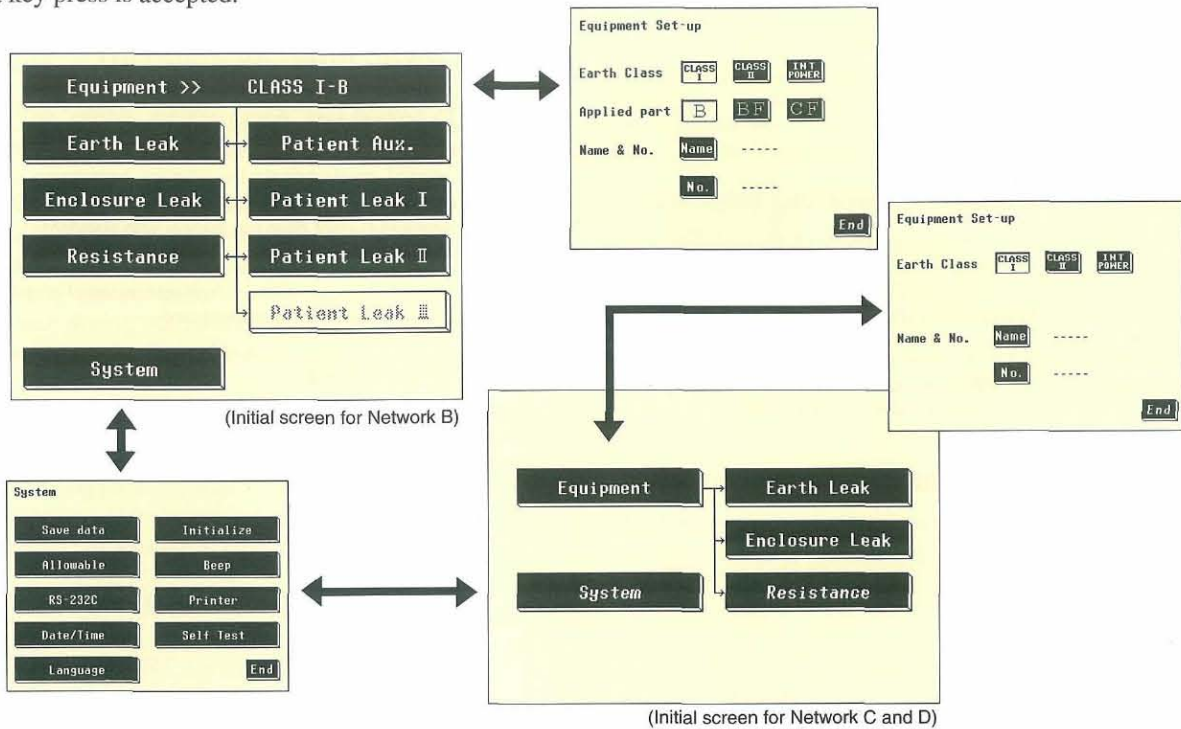 key press is accepted.
Equipment >> CLASS I-B
Earth Leak
Patient Aux.
Enclosure Leak
Patient Leak I
Resistance
Patient Leak II
Patient Leak III
System
(Initial screen for Network B)
Equipment Set-up
Earth Class CLASS I CLASS II INT POWER
Applied part B BF CF
Name & No. Name -----
No. -----
End
Equipment Set-up
Earth Class CLASS I CLASS II INT POWER
Name & No. Name -----
No. -----
End
System
Save data
Initialize
Allowable
Beep
RS-232C
Printer
Date/Time
Self Test
Language
End
Equipment
Earth Leak
Enclosure Leak
System
Resistance
(Initial screen for Network C and D)